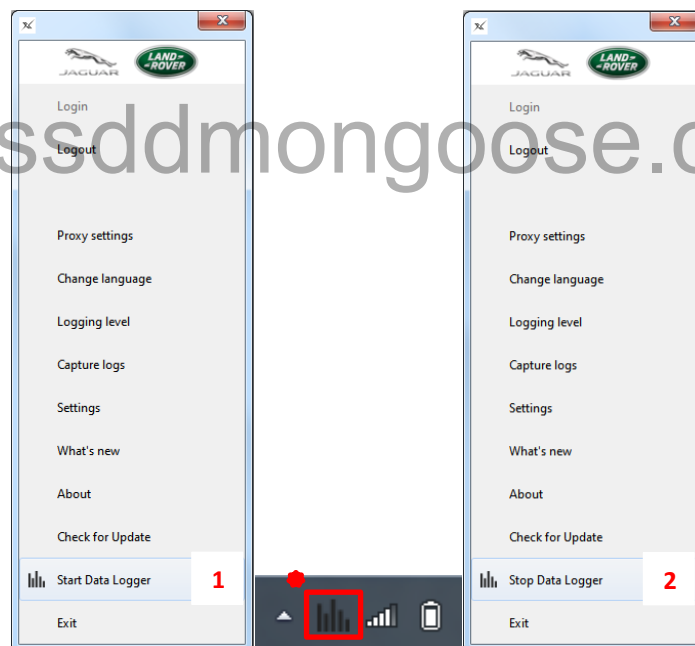 JAGUAR
LAND-
-ROVER
Login
Logout
Proxy settings
Change language
Logging level
Capture logs
Settings
What's new
About
Check for Update
Start Data Logger
1
Exit
JAGUAR
LAND-
-ROVER
Login
Logout
Proxy settings
Change language
Logging level
Capture logs
Settings
What's new
About
Check for Update
Stop Data Logger
2
Exit
ssddmongoose.c